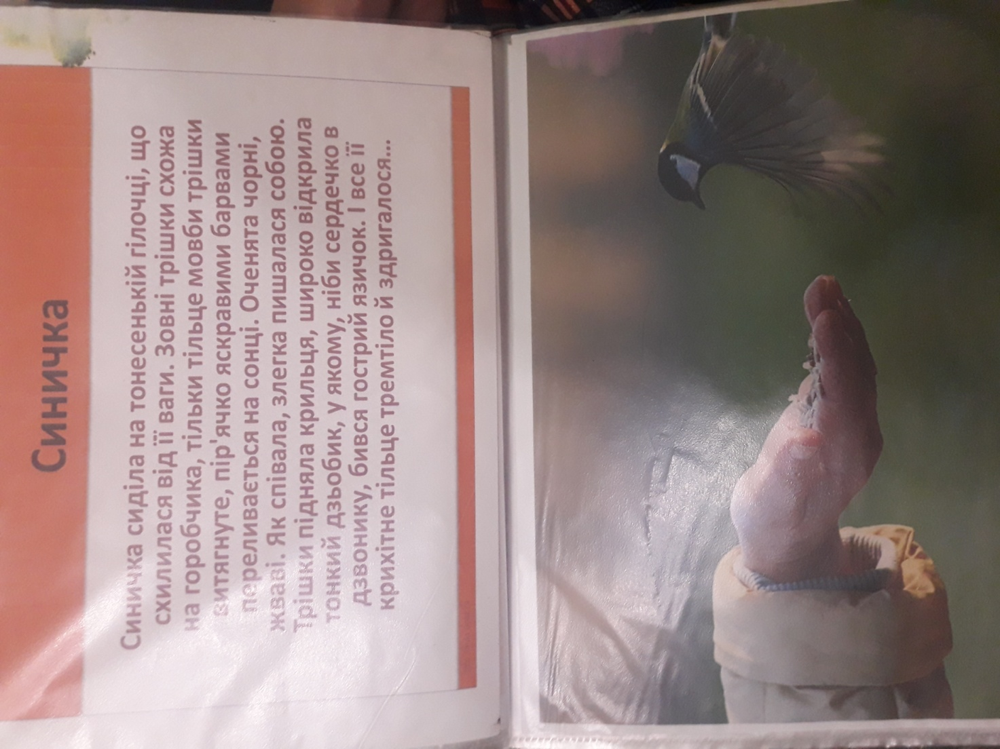 Синичка
Синичка сиділа на тонесенькій гілочці, що
схилилася від її ваги. Зовні трішки схожа
на горобчика, тільки тільце мовби трішки
витягнуте, пір'ячко яскравими барвами
переливається на сонці. Оченята чорні,
жваві. Як співала, злегка пишалася собою.
Трішки підняла крильця, широко відкрила
тонкий дзьобик, у якому, ніби сердечко в
дзвонику, бився гострий язичок. І все її
крихітне тільце тремтіло й здригалося...